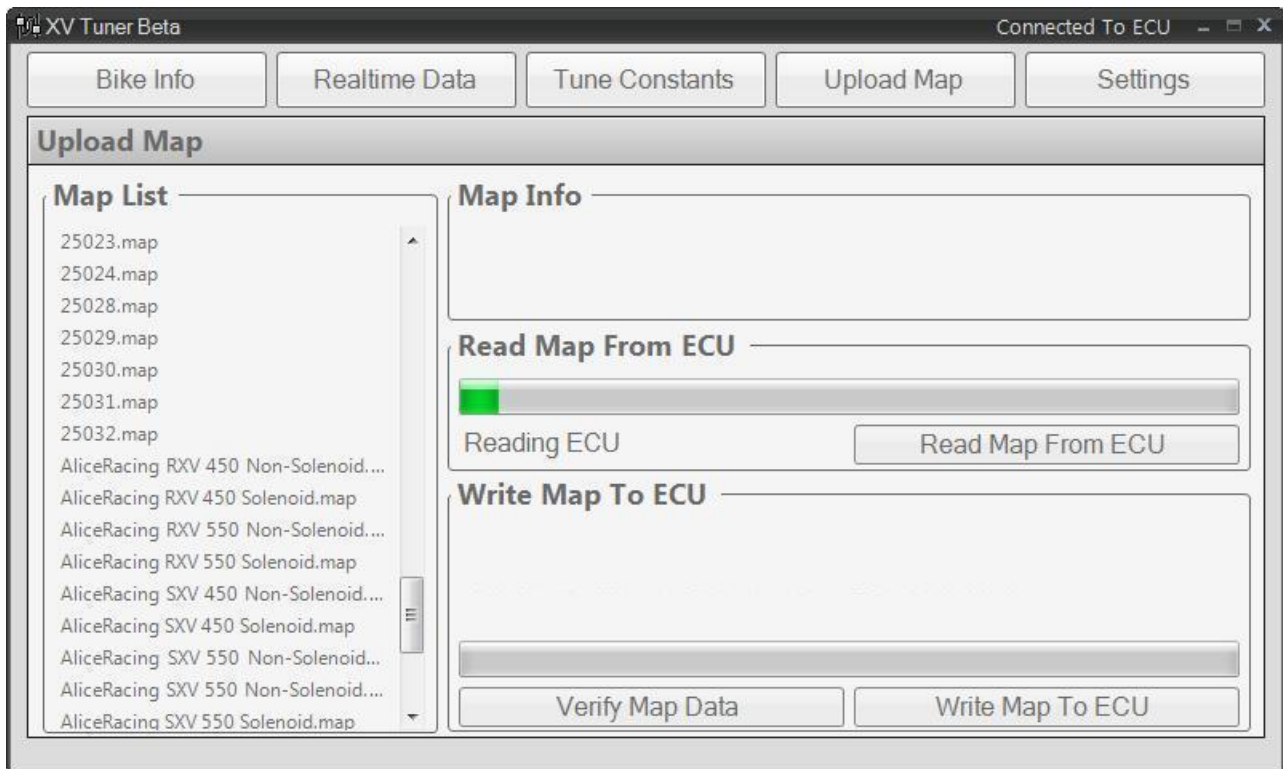 XV Tuner Beta
Connected To ECU
Bike Info
Realtime Data
Tune Constants
Upload Map
Settings
Upload Map
Map List
25023.map
25024.map
25028.map
25029.map
25030.map
25031.map
25032.map
AliceRacing RXV 450 Non-Solenoid....
AliceRacing RXV 450 Solenoid.map
AliceRacing RXV 550 Non-Solenoid....
AliceRacing RXV 550 Solenoid.map
AliceRacing SXV 450 Non-Solenoid....
AliceRacing SXV 450 Solenoid.map
AliceRacing SXV 550 Non-Solenoid...
AliceRacing SXV 550 Non-Solenoid....
AliceRacing SXV 550 Solenoid.map
Map Info
Read Map From ECU
Reading ECU
Read Map From ECU
Write Map To ECU
Verify Map Data
Write Map To ECU